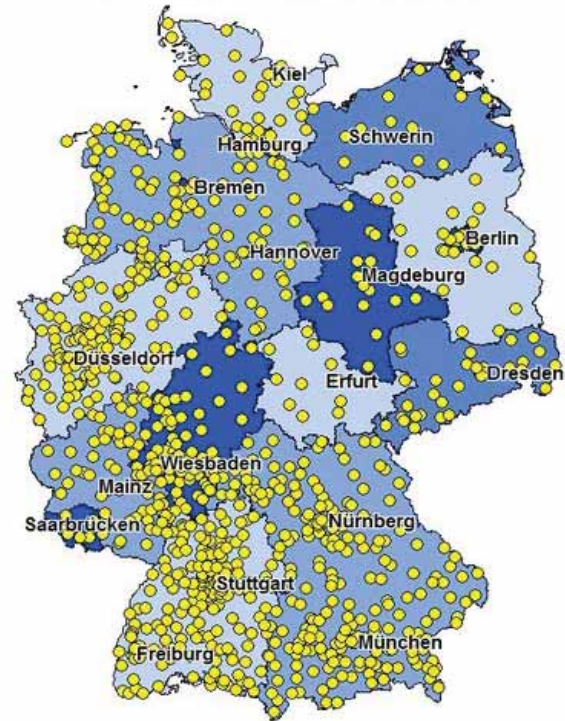 Kiel
Schwerin
Hamburg
Bremen
Berlin
Hannover
Magdeburg
Düsseldorf
Erfurt
Dresden
Wiesbaden
Mainz
Saarbrücken
Nürnberg
Stuttgart
München
Freiburg